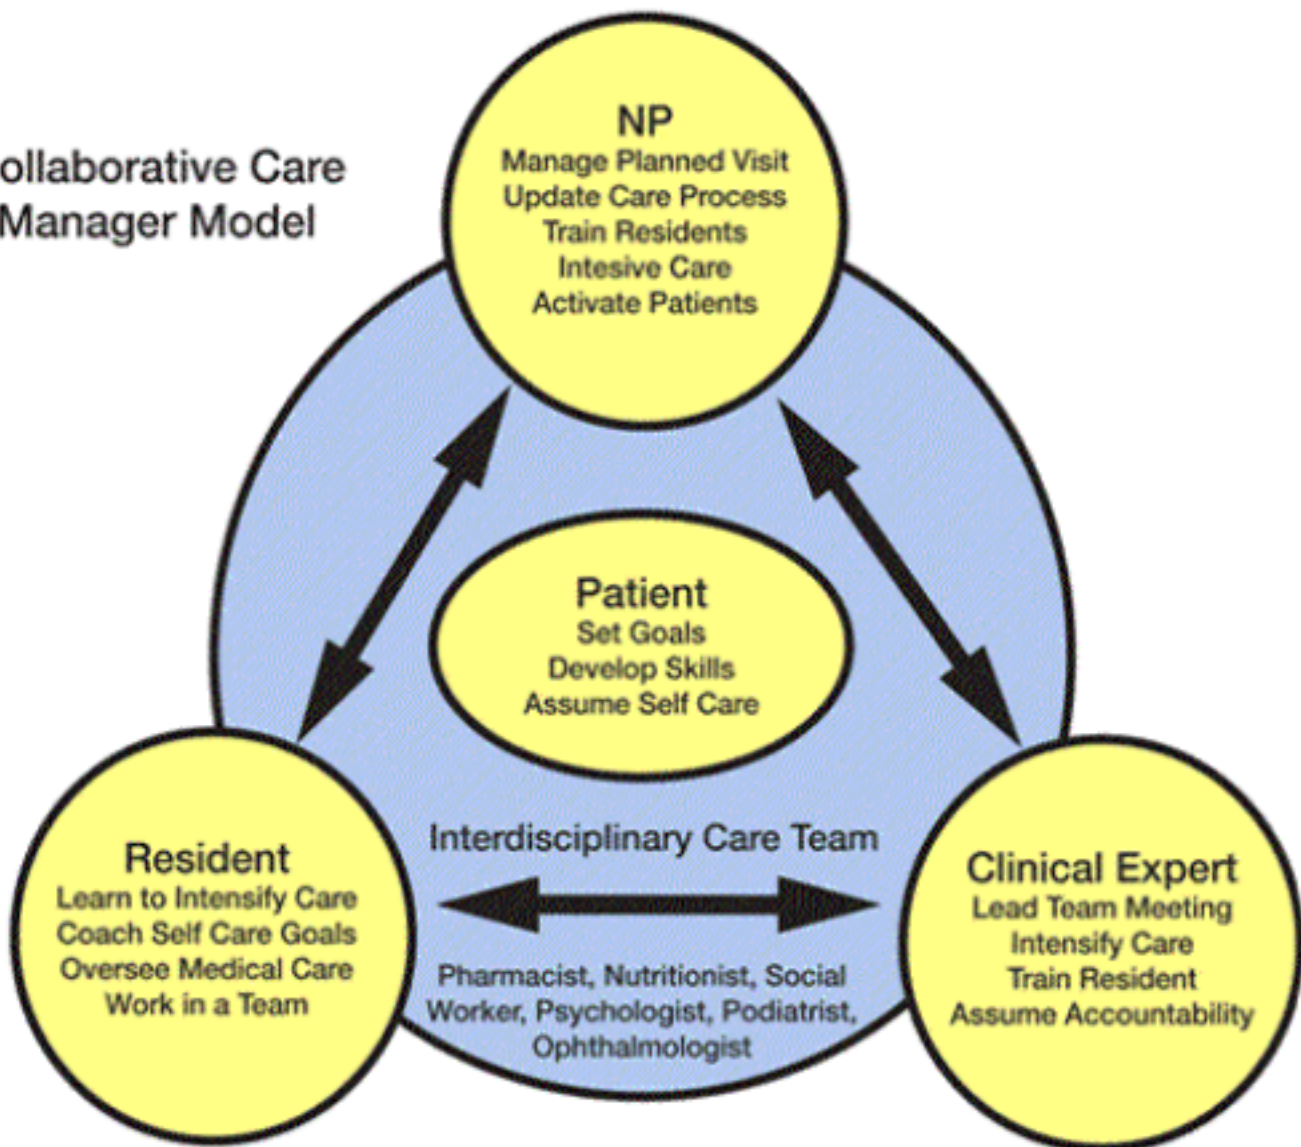 ollaborative Care
Manager Model
NP
Manage Planned Visit
Update Care Process
Train Residents
Intesive Care
Activate Patients
Patient
Set Goals
Develop Skills
Assume Self Care
Interdisciplinary Care Team
Resident
Learn to Intensify Care
Coach Self Care Goals
Oversee Medical Care
Work in a Team
Clinical Expert
Lead Team Meeting
Intensify Care
Train Resident
Assume Accountability
Pharmacist, Nutritionist, Social
Worker, Psychologist, Podiatrist,
Ophthalmologist